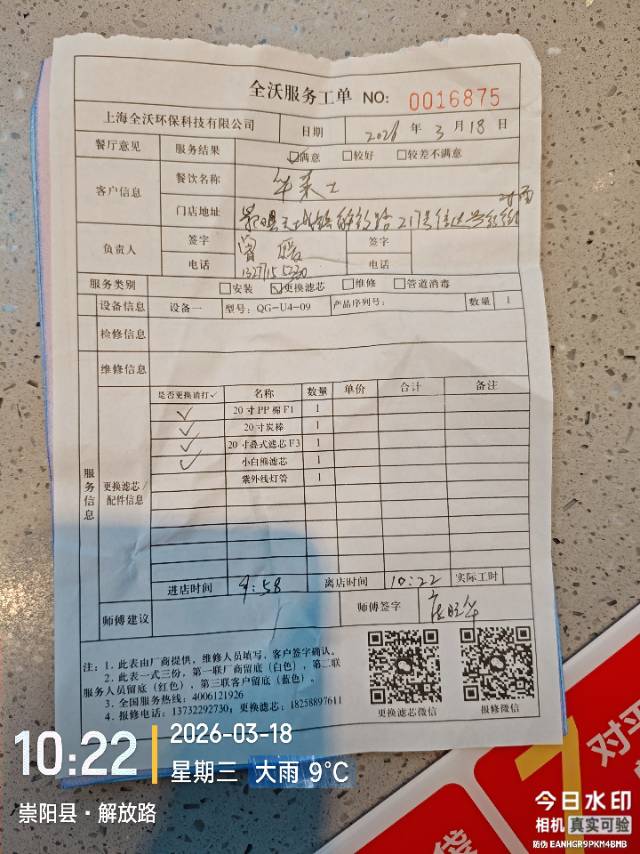 全沃服务工单 NO: 0016875
上海全沃环保科技有限公司 日期 2026 年 3 月 18 日
餐厅意见 服务结果 ☑满意 □较好 □较差不满意
客户信息 餐饮名称
门店地址
负责人 签字 签字
电话 电话
服务类别 □安装 ☑更换滤芯 □维修 □管道消毒
服务信息
设备信息 设备一 型号: QG-U4-09 产品序列号: 数量 1
检修信息
维修信息
更换滤芯/配件信息
是否更换请打✓ 名称 数量 单价 合计 备注
✓ 20寸PP棉F1 1
✓ 20寸炭棒 1
✓ 20寸叠式滤芯F3 1
✓ 小白熊滤芯 1
紫外线灯管 1
进店时间 9:58 离店时间 10:22 实际工时
师傅建议 师傅签字
注: 1. 此表由厂商提供, 维修人员填写, 客户签字确认。
2. 此表一式三份, 第一联厂商留底(白色), 第二联
服务人员留底(红色), 第三联客户留底(蓝色)。
3. 全国服务热线: 4006121926
4. 报修电话: 13732292730; 更换滤芯: 18258897611
更换滤芯微信 报修微信
10:22
2026-03-18
星期三 大雨 9°C
崇阳县·解放路
对平
今日水印
相机 真实可验
防伪 EANHGR9PKM4BMB